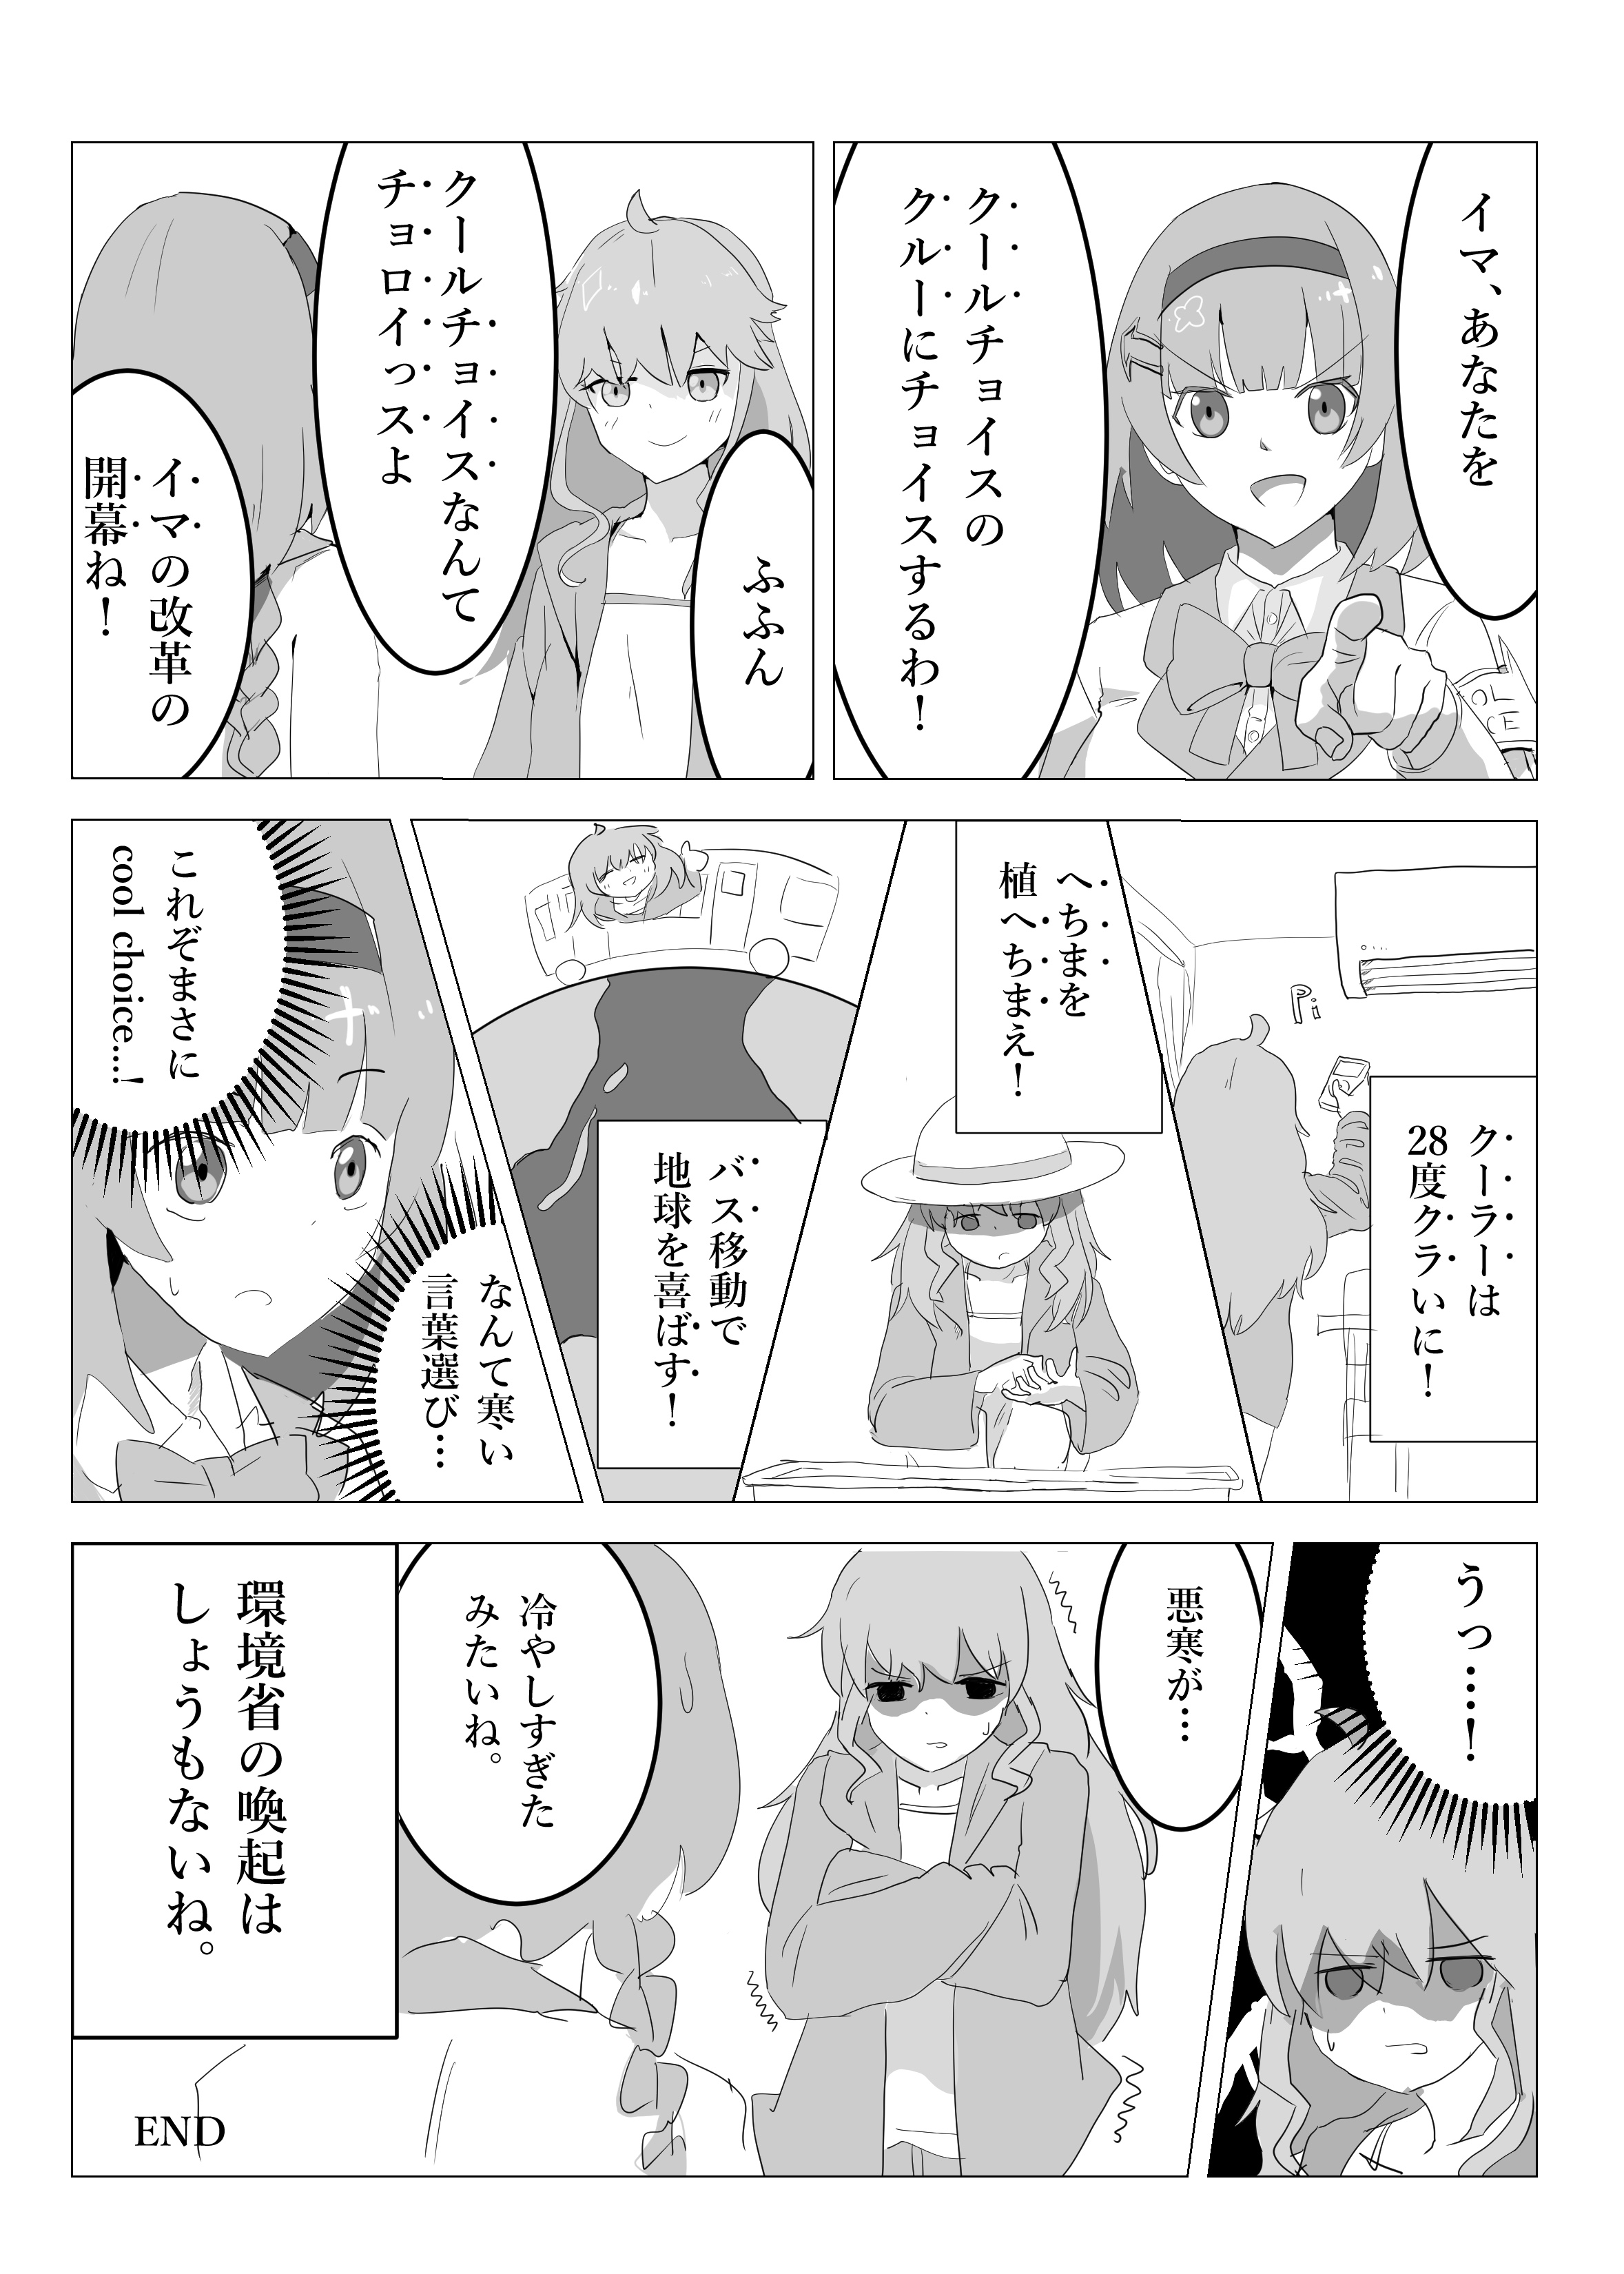 イマ、あなたを
クールチョイスの
クルーにチョイスするわ！
OL
CE
ふふん
クールチョイスなんて
チョロイっスよ
イマの改革の
開幕ね！
Pi
クーラーは
28度クラいに！
へちまを
植へちまえ！
バス移動で
地球を喜ばす！
なんて寒い
言葉選び…
これぞまさに
cool choice…!
うっ……！
悪寒が…
冷やしすぎた
みたいね。
環境省の喚起は
しょうもないね。
END